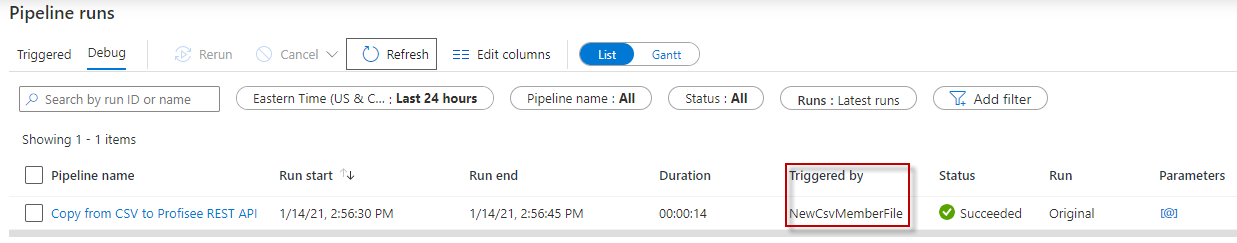 Pipeline runs
Triggered Debug Rerun Cancel Refresh Edit columns List Gantt
Search by run ID or name Eastern Time (US & C... : Last 24 hours Pipeline name : All Status : All Runs : Latest runs Add filter
Showing 1 - 1 items
Pipeline name Run start ↑↓ Run end Duration Triggered by Status Run Parameters
Copy from CSV to Profisee REST API 1/14/21, 2:56:30 PM 1/14/21, 2:56:45 PM 00:00:14 NewCsvMemberFile Succeeded Original [@]